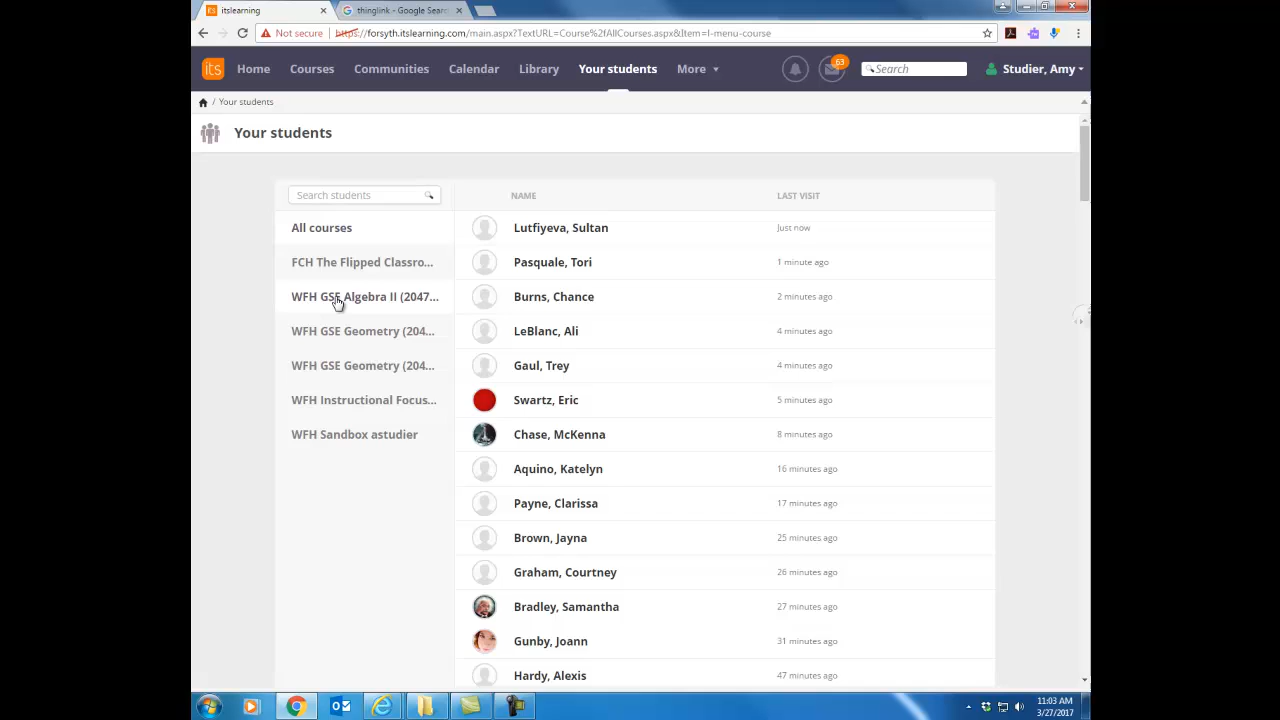 itslearning
thinglink - Google Searc
Not secure
https://forsyth.itslearning.com/main.aspx?TextURL=Course%2fAllCourses.aspx&Item=l-menu-course
its
Home
Courses
Communities
Calendar
Library
Your students
More
63
Search
Studier, Amy
/ Your students
Your students
Search students
NAME
LAST VISIT
All courses
FCH The Flipped Classro...
WFH GSE Algebra II (2047...
WFH GSE Geometry (204...
WFH GSE Geometry (204...
WFH Instructional Focus...
WFH Sandbox astudier
Lutfiyeva, Sultan Just now
Pasquale, Tori 1 minute ago
Burns, Chance 2 minutes ago
LeBlanc, Ali 4 minutes ago
Gaul, Trey 4 minutes ago
Swartz, Eric 5 minutes ago
Chase, McKenna 8 minutes ago
Aquino, Katelyn 16 minutes ago
Payne, Clarissa 17 minutes ago
Brown, Jayna 25 minutes ago
Graham, Courtney 26 minutes ago
Bradley, Samantha 27 minutes ago
Gunby, Joann 31 minutes ago
Hardy, Alexis 47 minutes ago
11:03 AM
3/27/2017